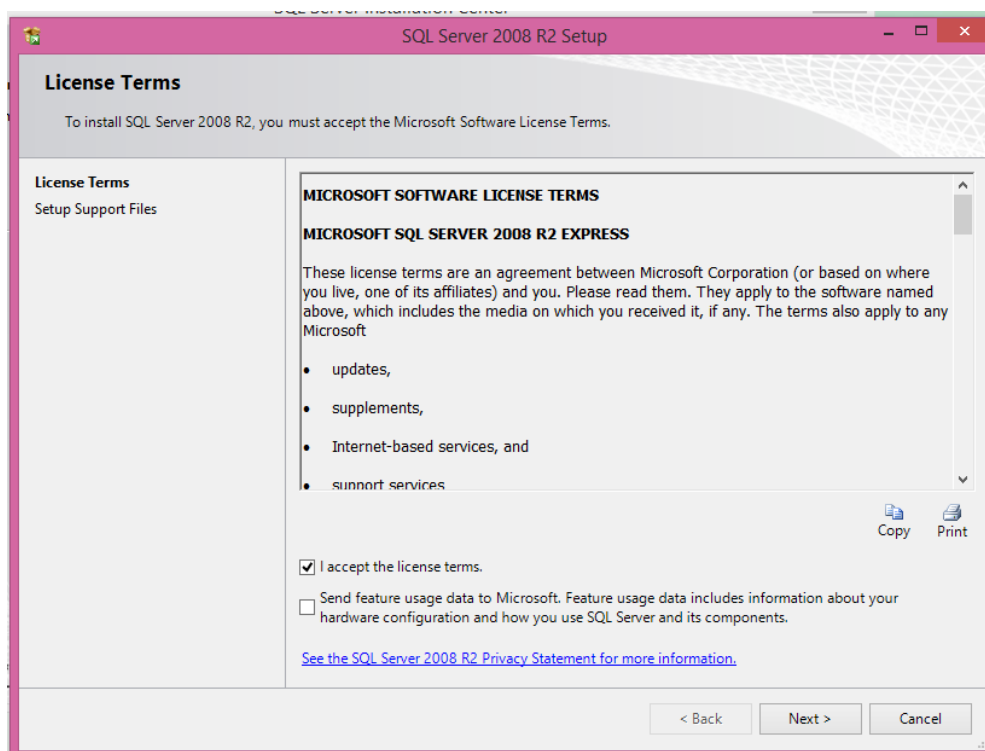 SQL Server Installation Center
SQL Server 2008 R2 Setup
License Terms
To install SQL Server 2008 R2, you must accept the Microsoft Software License Terms.
License Terms
Setup Support Files
MICROSOFT SOFTWARE LICENSE TERMS
MICROSOFT SQL SERVER 2008 R2 EXPRESS
These license terms are an agreement between Microsoft Corporation (or based on where
you live, one of its affiliates) and you. Please read them. They apply to the software named
above, which includes the media on which you received it, if any. The terms also apply to any
Microsoft
• updates,
• supplements,
• Internet-based services, and
• support services
Copy Print
I accept the license terms.
Send feature usage data to Microsoft. Feature usage data includes information about your
hardware configuration and how you use SQL Server and its components.
See the SQL Server 2008 R2 Privacy Statement for more information.
< Back Next > Cancel